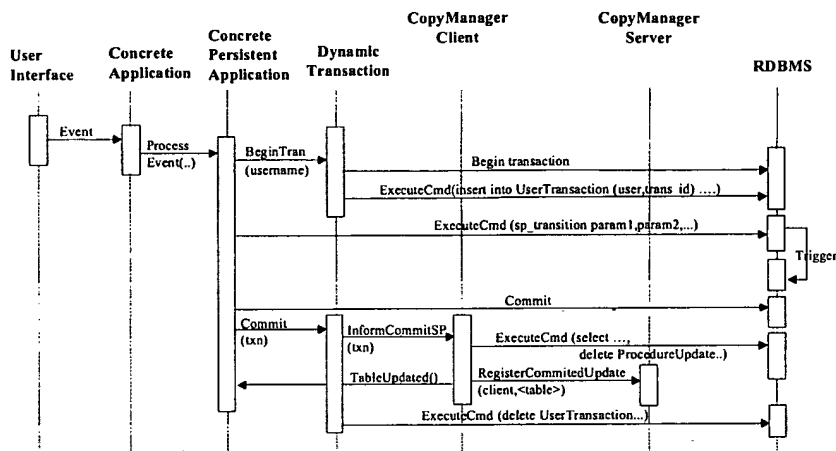 CopyManager
Client
CopyManager
Server
User
Interface
Concrete
Application
Concrete
Persistent
Application
Dynamic
Transaction
RDBMS
Event
Process
Event(..)
BeginTran
(username)
Begin transaction
ExecuteCmd(insert into UserTransaction (user,trans_id) ....)
ExecuteCmd (sp_transition param1,param2,...)
Trigger
Commit
Commit
(txn)
InformCommitSP
(txn)
ExecuteCmd (select ...,
delete ProcedureUpdate..)
TableUpdated()
RegisterCommitedUpdate
(client,<table>)
ExecuteCmd (delete UserTransaction...)